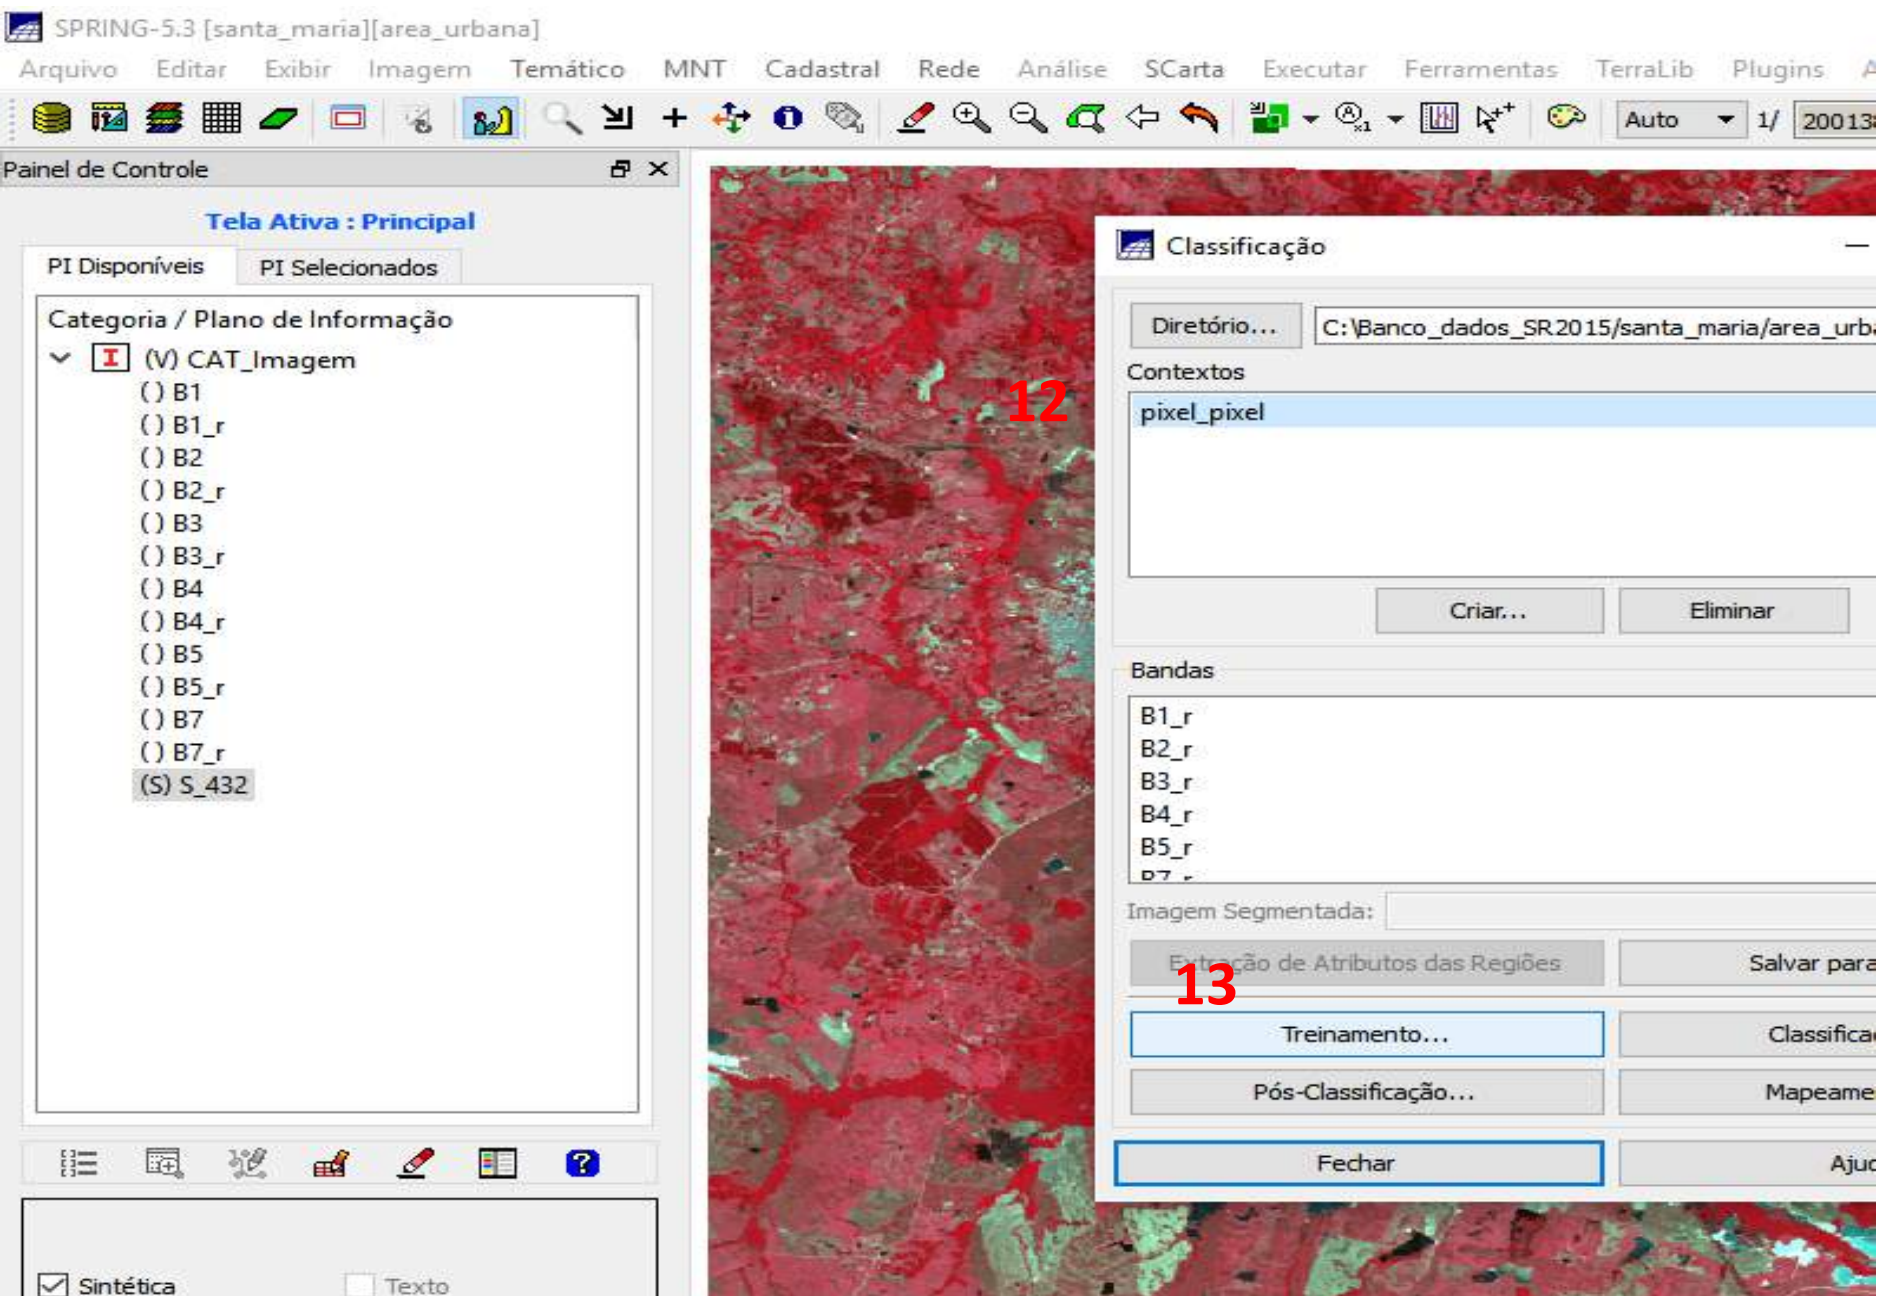 SPRING-5.3 [santa_maria][area_urbana]
Arquivo Editar Exibir Imagem Temático MNT Cadastral Rede Análise SCarta Executar Ferramentas TerraLib Plugins A
Auto 1/ 200138
Painel de Controle
Tela Ativa : Principal
PI Disponíveis PI Selecionados
Categoria / Plano de Informação
I (V) CAT_Imagem
() B1
() B1_r
() B2
() B2_r
() B3
() B3_r
() B4
() B4_r
() B5
() B5_r
() B7
() B7_r
(S) S_432
Sintética Texto
12
13
Classificação
Diretório... C:\Banco_dados_SR2015/santa_maria/area_urba
Contextos
pixel_pixel
Criar... Eliminar
Bandas
B1_r
B2_r
B3_r
B4_r
B5_r
B7_r
Imagem Segmentada:
Extração de Atributos das Regiões Salvar para
Treinamento... Classifica
Pós-Classificação... Mapeame
Fechar Aju